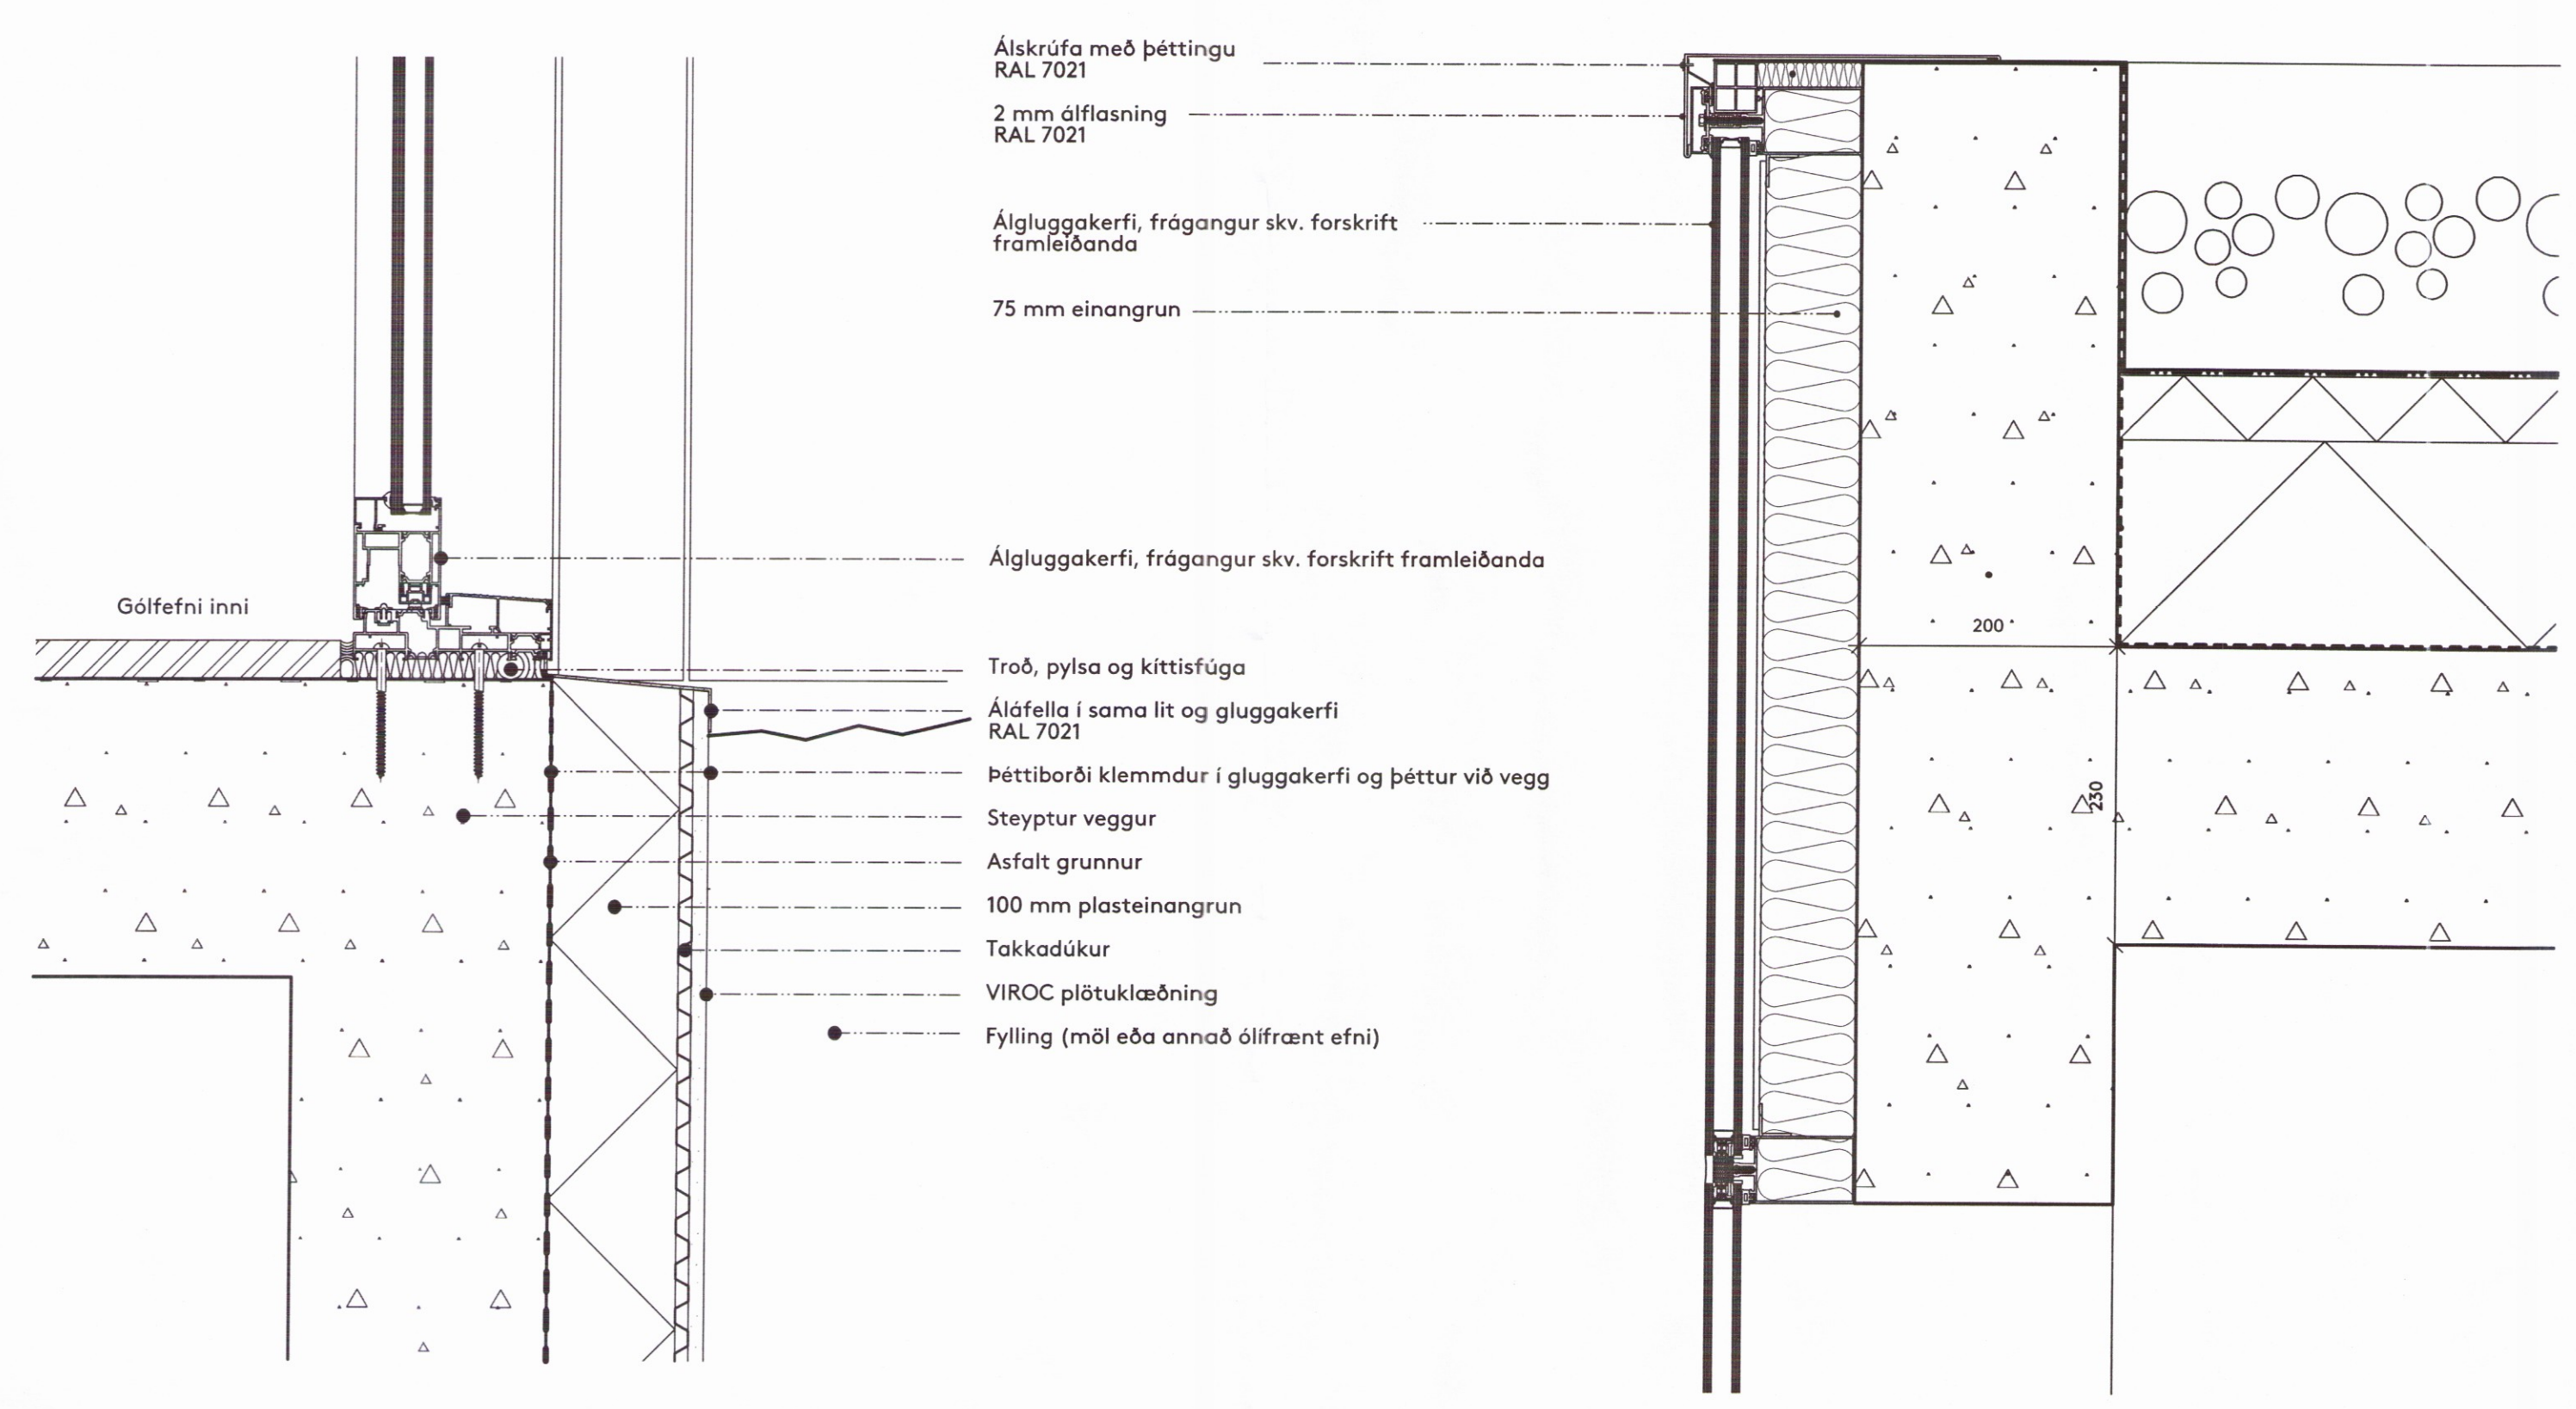 Álskrúfa með þéttingu
RAL 7021
2 mm álflasning
RAL 7021
Álgluggakerfi, frágangur skv. forskrift
framleiðanda
75 mm einangrun
Álgluggakerfi, frágangur skv. forskrift framleiðanda
Gólfefni inni
Troð, pylsa og kíttisfúga
Áláfella í sama lit og gluggakerfi
RAL 7021
Þéttiborði klemmdur í gluggakerfi og þéttur við vegg
Steyptur veggur
Asfalt grunnur
100 mm plasteinangrun
Takkadúkur
VIROC plötuklæðning
Fylling (möl eða annað ólífrænt efni)
200
230